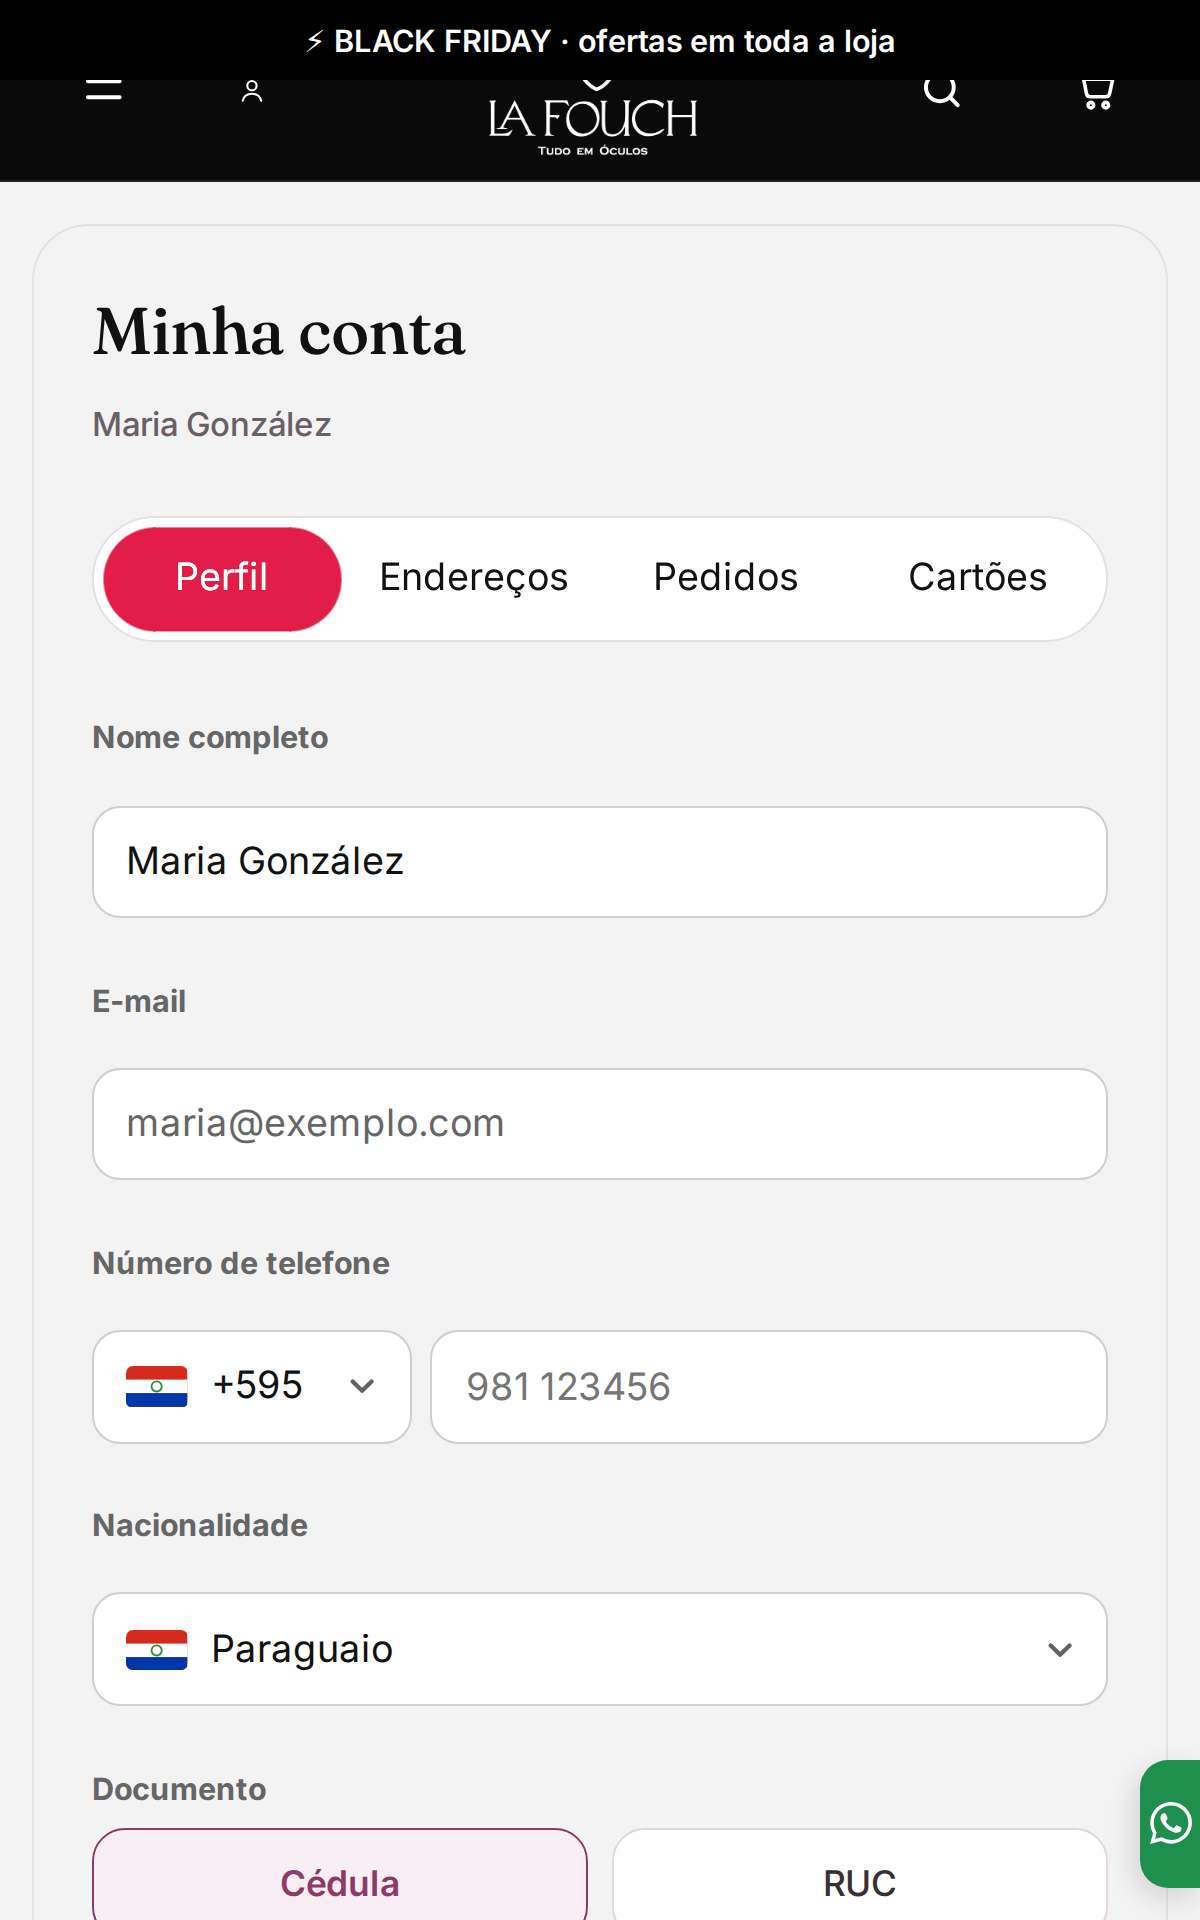 ⚡ BLACK FRIDAY · ofertas em toda a loja
LA FOUCH
TUDO EM ÓCULOS
Minha conta
Maria González
Perfil Endereços Pedidos Cartões
Nome completo
Maria González
E-mail
maria@exemplo.com
Número de telefone
+595 981 123456
Nacionalidade
Paraguaio
Documento
Cédula RUC